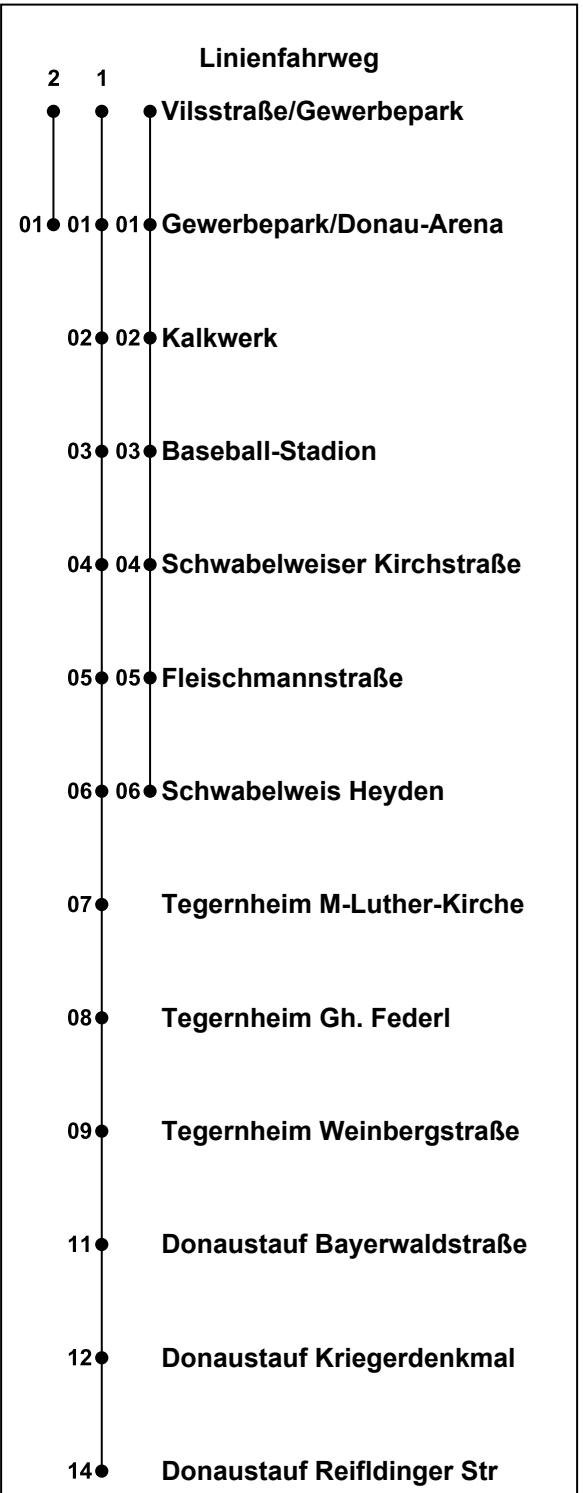 Linienfahrweg
2 1
Vilsstraße/Gewerbepark
01 01 01 Gewerbepark/Donau-Arena
02 02 Kalkwerk
03 03 Baseball-Stadion
04 04 Schwabelweiser Kirchstraße
05 05 Fleischmannstraße
06 06 Schwabelweis Heyden
07 Tegernheim M-Luther-Kirche
08 Tegernheim Gh. Federl
09 Tegernheim Weinbergstraße
11 Donaustauf Bayerwaldstraße
12 Donaustauf Kriegerdenkmal
14 Donaustauf Reifldinger Str